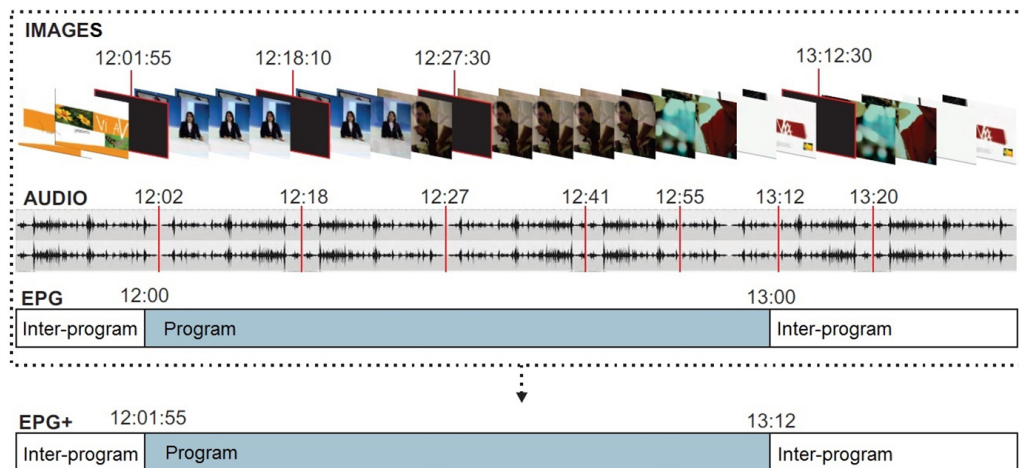 IMAGES
12:01:55 12:18:10 12:27:30 13:12:30
AUDIO 12:02 12:18 12:27 12:41 12:55 13:12 13:20
EPG 12:00 13:00
Inter-program Program Inter-program
EPG+ 12:01:55 13:12
Inter-program Program Inter-program